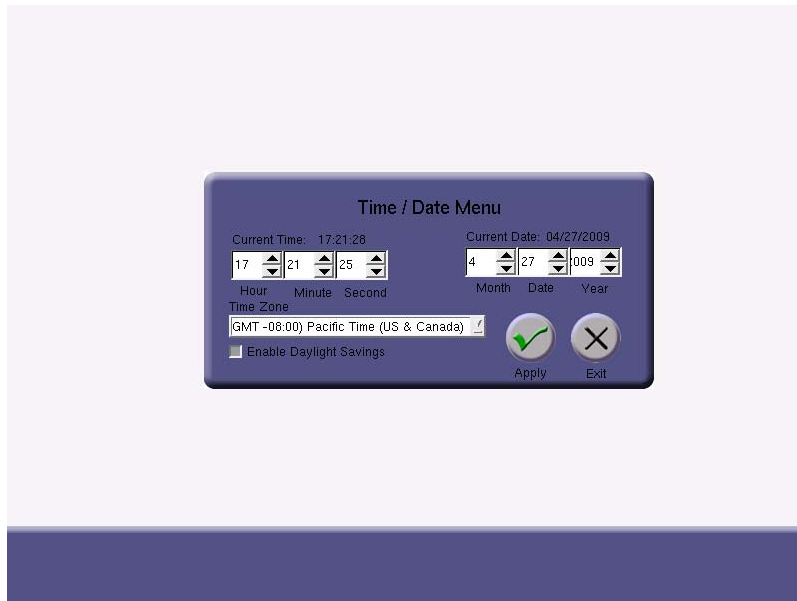 Time / Date Menu
Current Time: 17:21:28
Current Date: 04/27/2009
17 21 25
4 27 2009
Hour Minute Second
Month Date Year
Time Zone
GMT -08:00) Pacific Time (US & Canada)
Enable Daylight Savings
Apply Exit